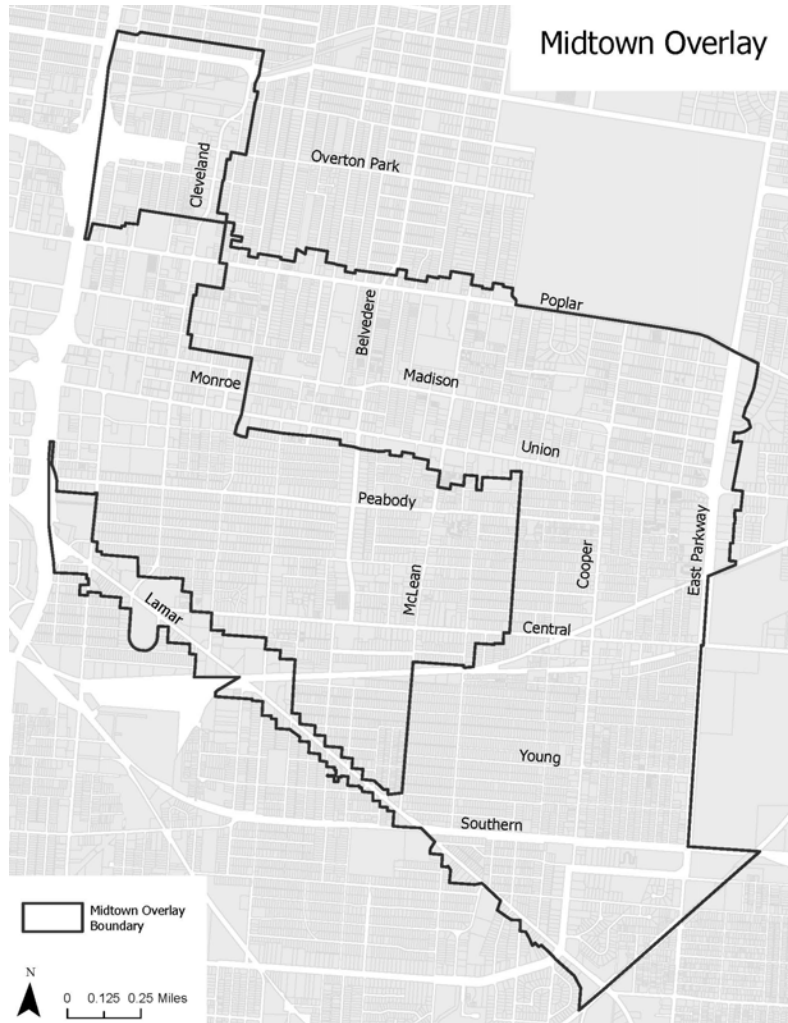 Midtown Overlay
Overton Park
Cleveland
Poplar
Belvedere
Madison
Monroe
Union
Peabody
Cooper
East Parkway
McLean
Lamar
Central
Young
Southern
Midtown Overlay
Boundary
N
0 0.125 0.25 Miles